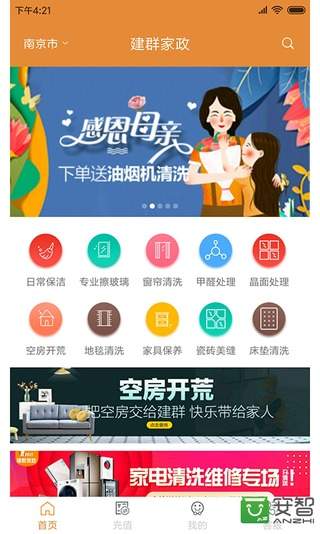 下午4:21
南京市
建群家政
感恩母亲
下单送油烟机清洗
日常保洁
专业擦玻璃
窗帘清洗
甲醛处理
晶面处理
空房开荒
地毯清洗
家具保养
瓷砖美缝
床垫清洗
空房开荒
把空房交给建群 快乐带给家人
家电清洗维修专场
首页
充值
我的
客服
安智
ANZHI